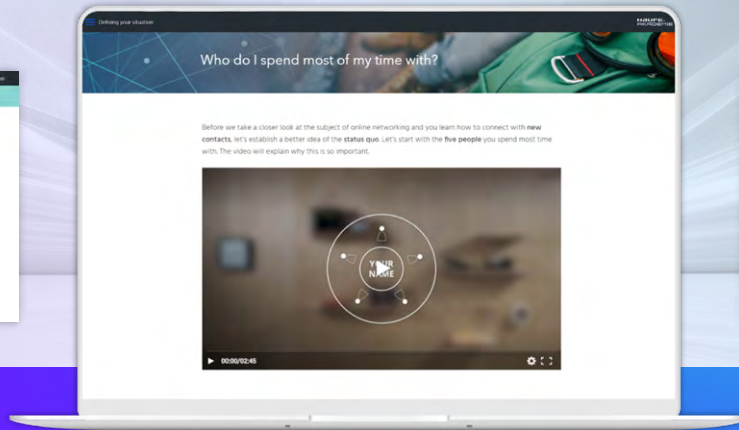 Defining your situation
HAUFE.
AKADEMIE
Who do I spend most of my time with?
Before we take a closer look at the subject of online networking and you learn how to connect with new
contacts, let's establish a better idea of the status quo. Let's start with the five people you spend most time
with. The video will explain why this is so important.
YOUR
NAME
00:00/02:45